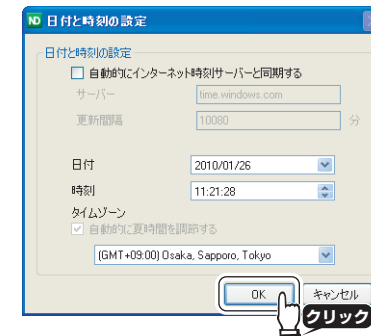 ND 日付と時刻の設定
日付と時刻の設定
自動的にインターネット時刻サーバーと同期する
サーバー time.windows.com
更新間隔 10080 分
日付 2010/01/26
時刻 11:21:28
タイムゾーン
自動的に夏時間を調節する
(GMT+09:00) Osaka, Sapporo, Tokyo
OK キャンセル
クリック